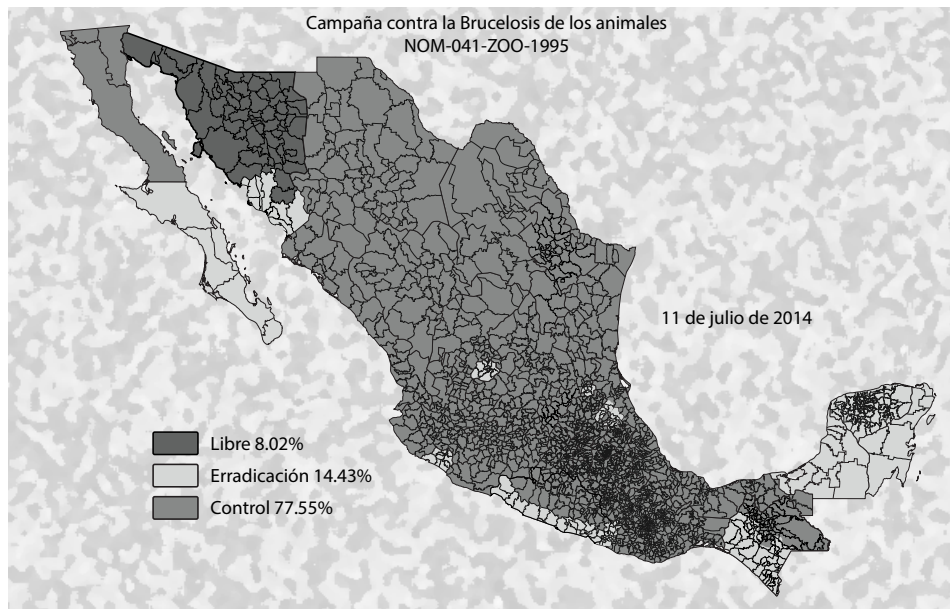 Campaña contra la Brucelosis de los animales
NOM-041-ZOO-1995
11 de julio de 2014
Libre 8.02%
Erradicación 14.43%
Control 77.55%